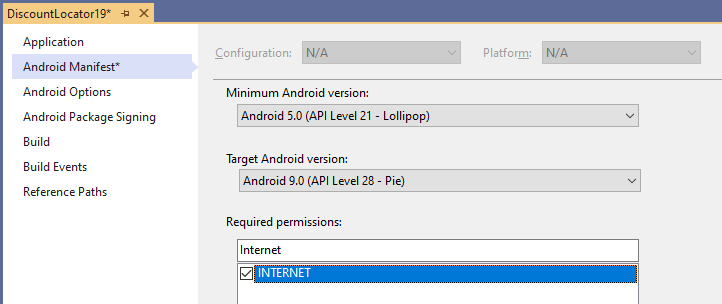 DiscountLocator19*
Application
Android Manifest*
Android Options
Android Package Signing
Build
Build Events
Reference Paths
Configuration: N/A Platform: N/A
Minimum Android version:
Android 5.0 (API Level 21 - Lollipop)
Target Android version:
Android 9.0 (API Level 28 - Pie)
Required permissions:
Internet
INTERNET